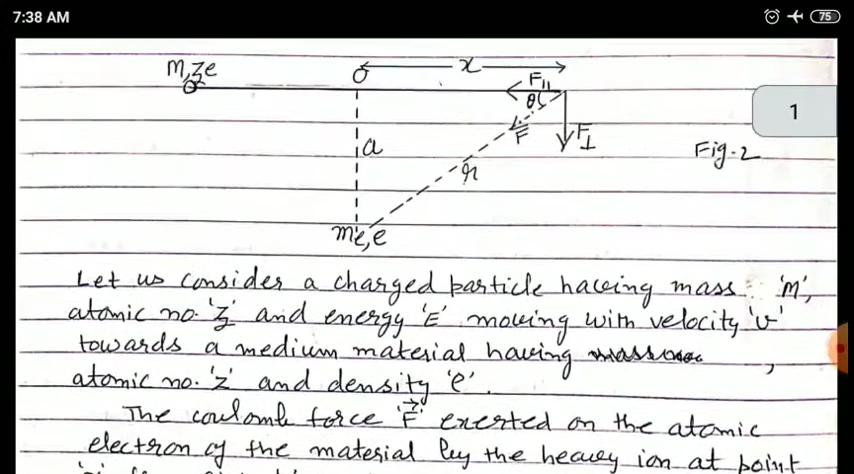 7:38 AM
75
M, ze
O
x
F||
θ
F
F⊥
a
r
Fig-2
1
me, e
Let us consider a charged particle having mass 'M',
atomic no. 'z' and energy 'E' moving with velocity 'v'
towards a medium material having
atomic no. 'z' and density 'ρ'.
The coulomb force 'F⃗' exerted on the atomic
electron of the material by the heavy ion at point